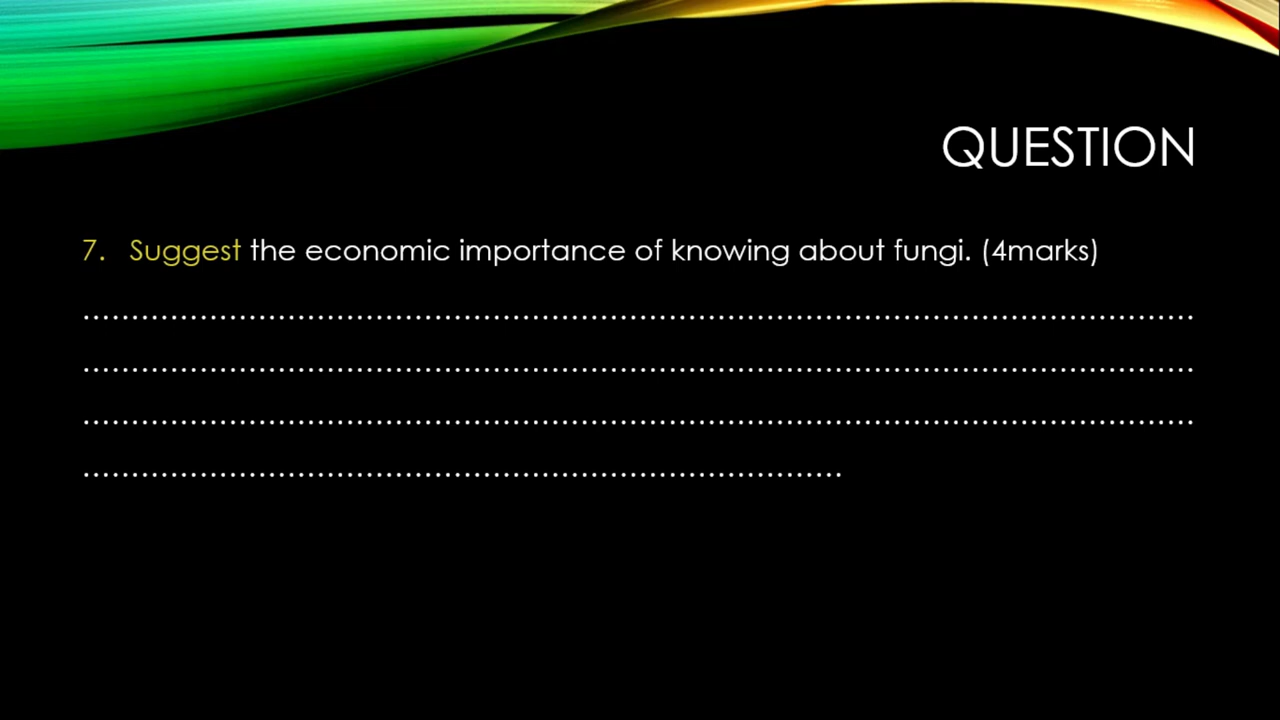 QUESTION
7. Suggest the economic importance of knowing about fungi. (4marks)
....................................................................................................................
....................................................................................................................
....................................................................................................................
...............................................................................